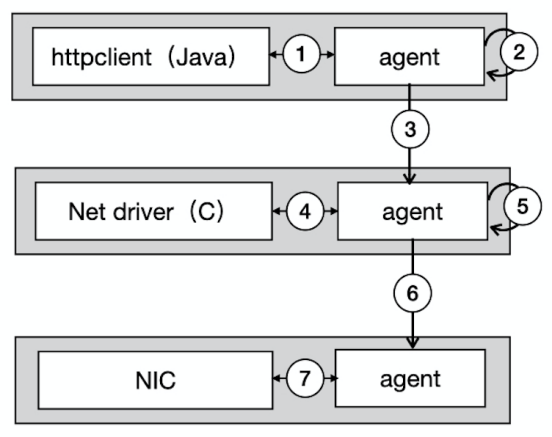 httpclient（Java）
1
agent
2
3
Net driver（C）
4
agent
5
6
NIC
7
agent